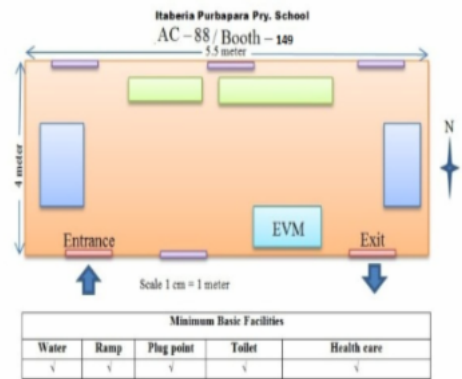 Itaberia Purbapara Pry. School
AC – 88 / Booth – 149
5.5 meter
4 meter
N
Entrance
EVM
Exit
Scale 1 cm = 1 meter
Minimum Basic Facilities
Water Ramp Plug point Toilet Health care
√ √ √ √ √